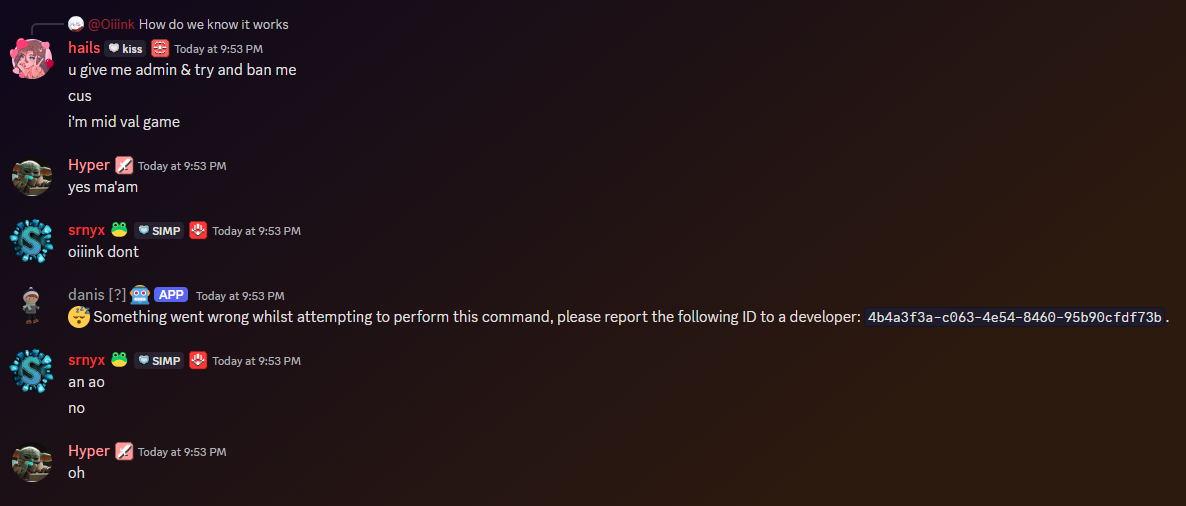 @Oiiink How do we know it works
hails kiss Today at 9:53 PM
u give me admin & try and ban me
cus
i'm mid val game
Hyper Today at 9:53 PM
yes ma'am
srnyx SIMP Today at 9:53 PM
oiiink dont
danis [?] APP Today at 9:53 PM
Something went wrong whilst attempting to perform this command, please report the following ID to a developer: 4b4a3f3a-c063-4e54-8460-95b90cfdf73b.
srnyx SIMP Today at 9:53 PM
an ao
no
Hyper Today at 9:53 PM
oh